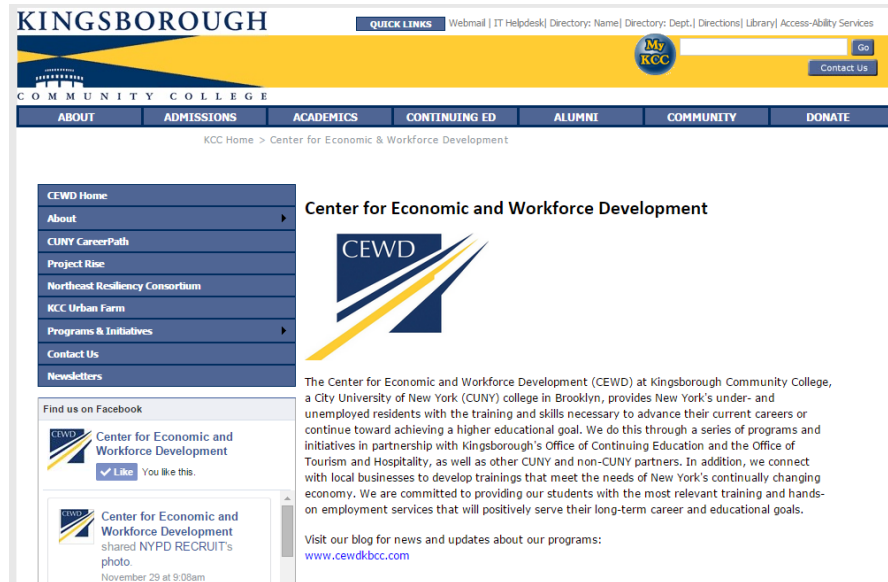 KINGSBOROUGH
COMMUNITY COLLEGE
QUICK LINKS Webmail | IT Helpdesk| Directory: Name| Directory: Dept.| Directions| Library| Access-Ability Services
My
KCC
Go
Contact Us
ABOUT ADMISSIONS ACADEMICS CONTINUING ED ALUMNI COMMUNITY DONATE
KCC Home > Center for Economic & Workforce Development
CEWD Home
About
CUNY CareerPath
Project Rise
Northeast Resiliency Consortium
KCC Urban Farm
Programs & Initiatives
Contact Us
Newsletters
Find us on Facebook
CEWD
Center for Economic and
Workforce Development
Like You like this.
CEWD
Center for Economic and
Workforce Development
shared NYPD RECRUIT's
photo.
November 29 at 9:08am
Center for Economic and Workforce Development
CEWD
The Center for Economic and Workforce Development (CEWD) at Kingsborough Community College,
a City University of New York (CUNY) college in Brooklyn, provides New York's under- and
unemployed residents with the training and skills necessary to advance their current careers or
continue toward achieving a higher educational goal. We do this through a series of programs and
initiatives in partnership with Kingsborough's Office of Continuing Education and the Office of
Tourism and Hospitality, as well as other CUNY and non-CUNY partners. In addition, we connect
with local businesses to develop trainings that meet the needs of New York's continually changing
economy. We are committed to providing our students with the most relevant training and hands-
on employment services that will positively serve their long-term career and educational goals.
Visit our blog for news and updates about our programs:
www.cewdkbcc.com